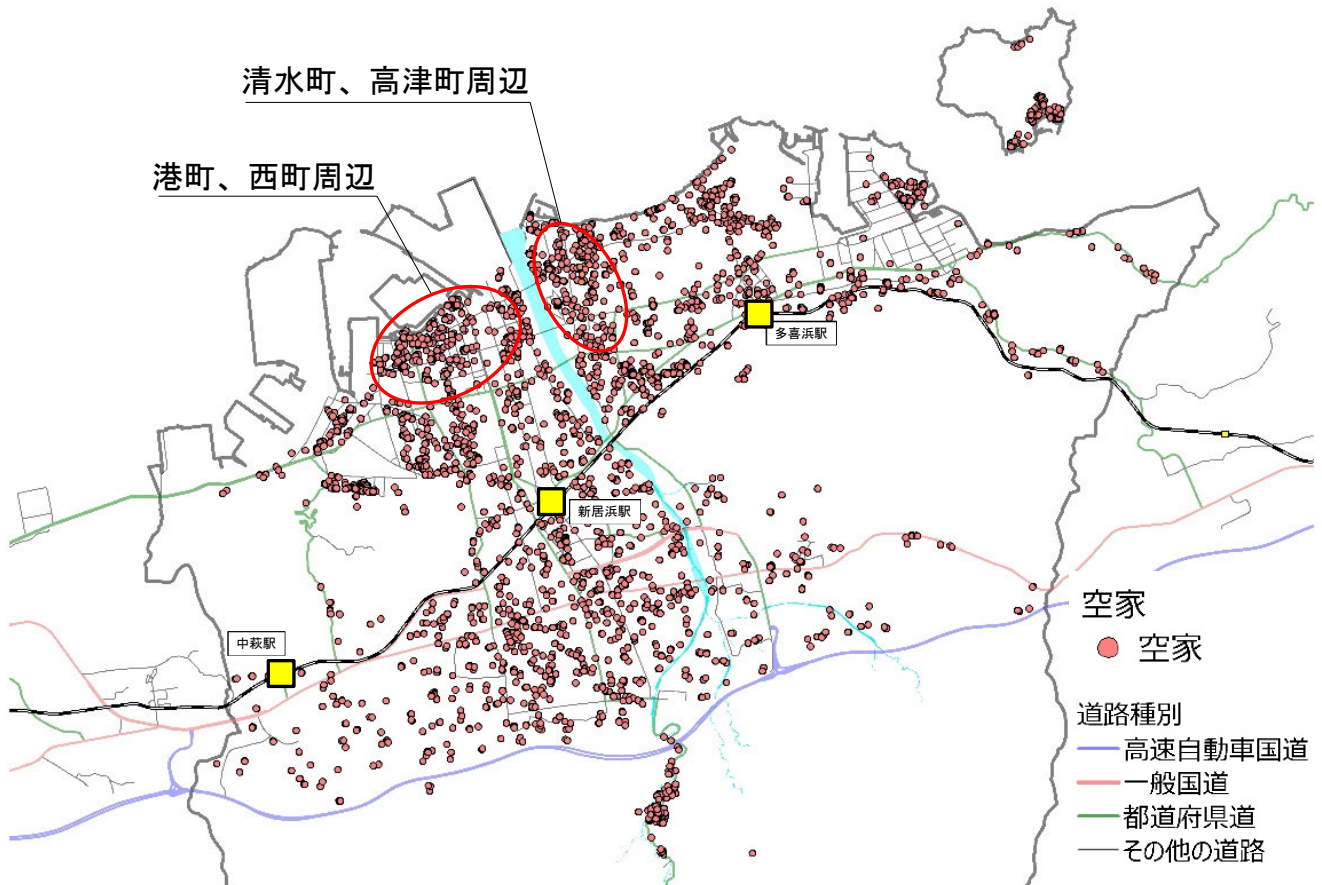 清水町、高津町周辺
港町、西町周辺
多喜浜駅
新居浜駅
中萩駅
空家
空家
道路種別
高速自動車国道
一般国道
都道府県道
その他の道路